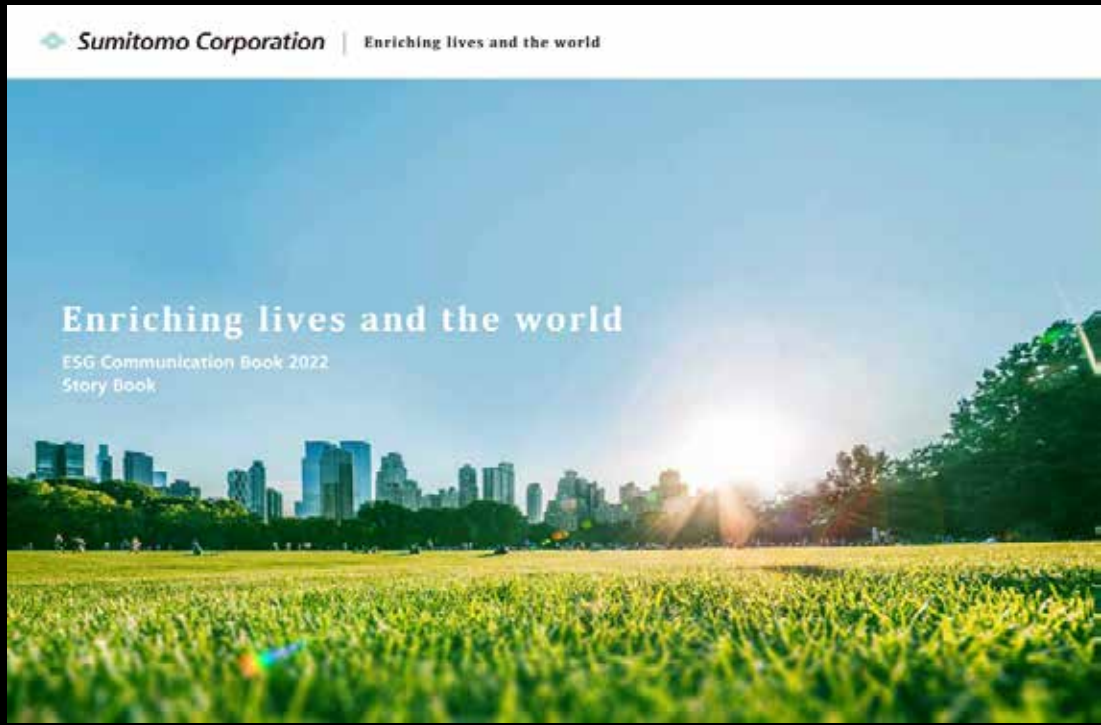 Sumitomo Corporation | Enriching lives and the world
Enriching lives and the world
ESG Communication Book 2022
Story Book